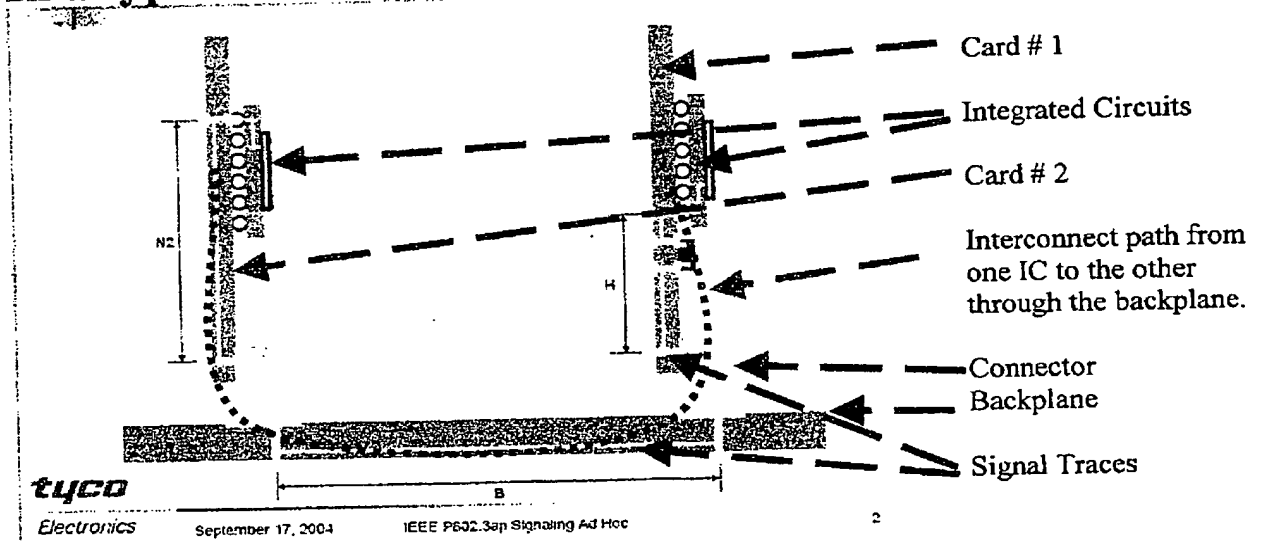 Card # 1
Integrated Circuits
Card # 2
Interconnect path from
one IC to the other
through the backplane.
Connector
Backplane
Signal Traces
N2
H
B
tyco
Electronics
September 17, 2004
IEEE P802.3ap Signaling Ad Hoc
2